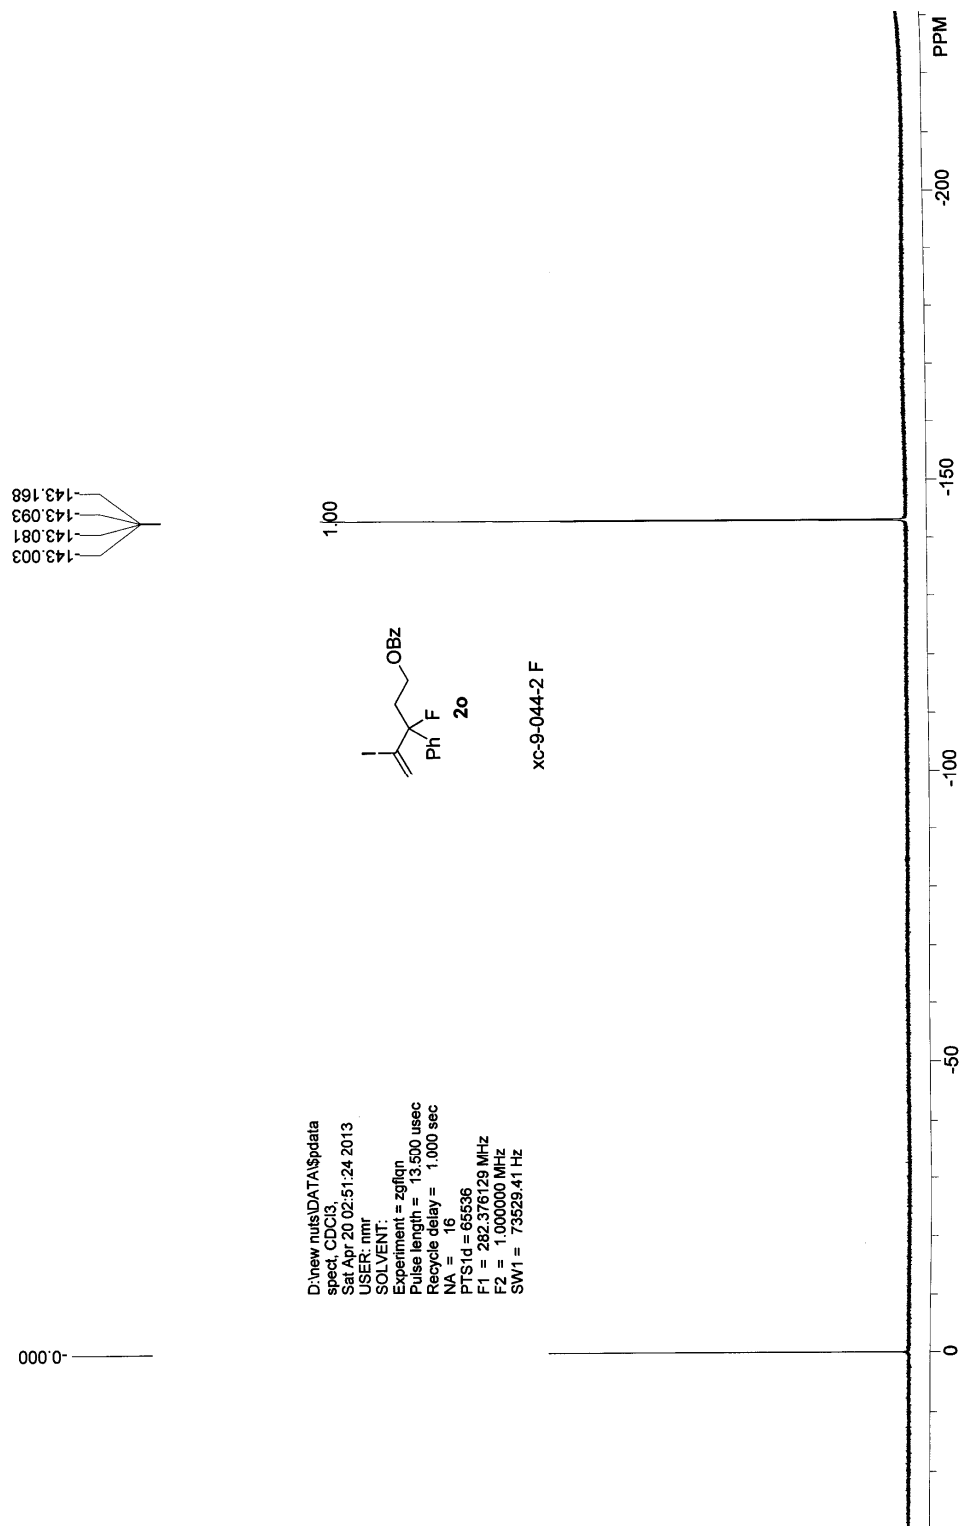 D:\new nuts\DATA\$pdata
spect, CDCl3,
Sat Apr 20 02:51:24 2013
USER: nmr
SOLVENT:
Experiment = zgflqn
Pulse length = 13.500 usec
Recycle delay = 1.000 sec
NA = 16
PTS1d = 65536
F1 = 282.376129 MHz
F2 = 1.000000 MHz
SW1 = 73529.41 Hz
-0.000
-143.003
-143.081
-143.093
-143.168
1.00
I
OBz
Ph
F
2o
xc-9-044-2 F
0
-50
-100
-150
-200
PPM